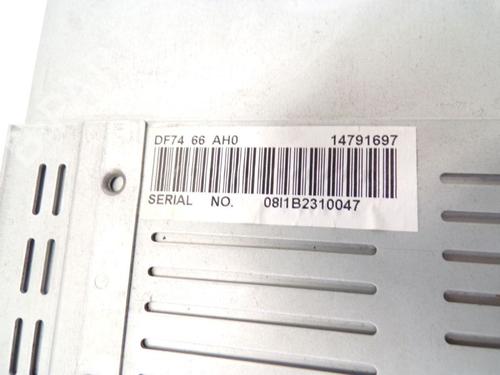 DF74 66 AH0 14791697
SERIAL NO. 08I1B2310047